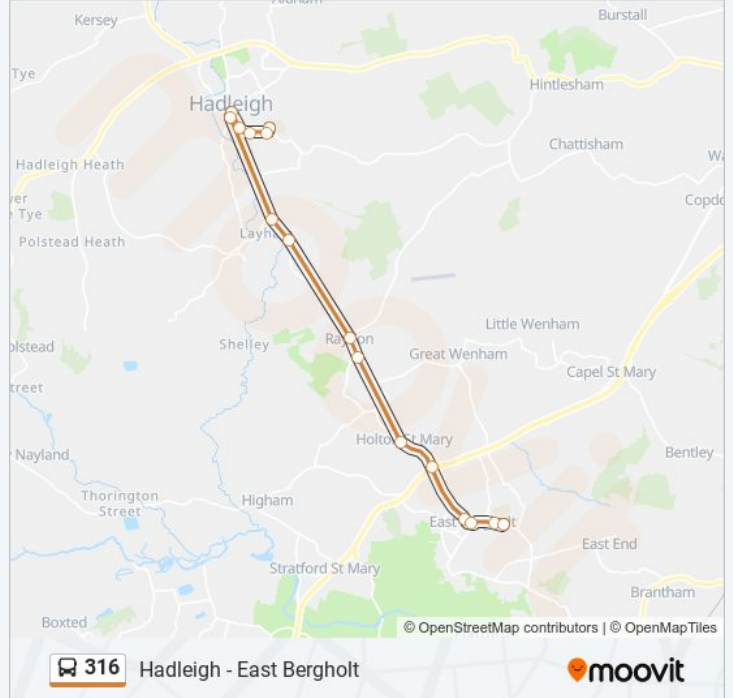 Kersey
Burstall
Tye
Hintlesham
Hadleigh
Chattisham
Hadleigh Heath
Tye
Polstead Heath
Little Wenham
Shelley
Great Wenham
Capel St Mary
Holton St Mary
Nayland
Bentley
Thorington
Street
Higham
East
East End
Stratford St Mary
Brantham
Boxted
© OpenStreetMap contributors | © OpenMapTiles
316 Hadleigh - East Bergholt
moovit